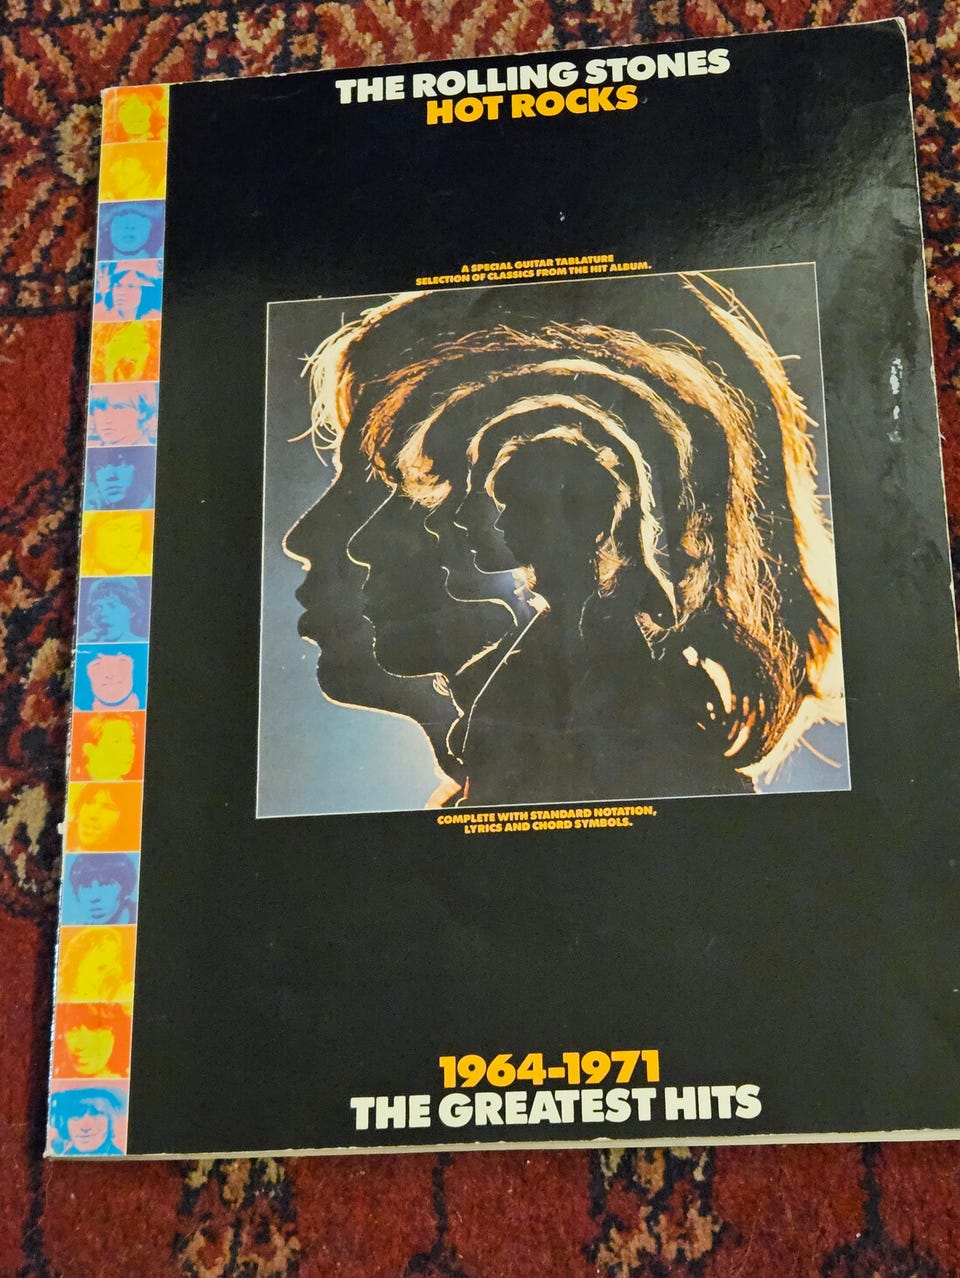 THE ROLLING STONES
HOT ROCKS
A SPECIAL GUITAR TABLATURE
SELECTION OF CLASSICS FROM THE HIT ALBUM.
COMPLETE WITH STANDARD NOTATION,
LYRICS AND CHORD SYMBOLS.
1964-1971
THE GREATEST HITS